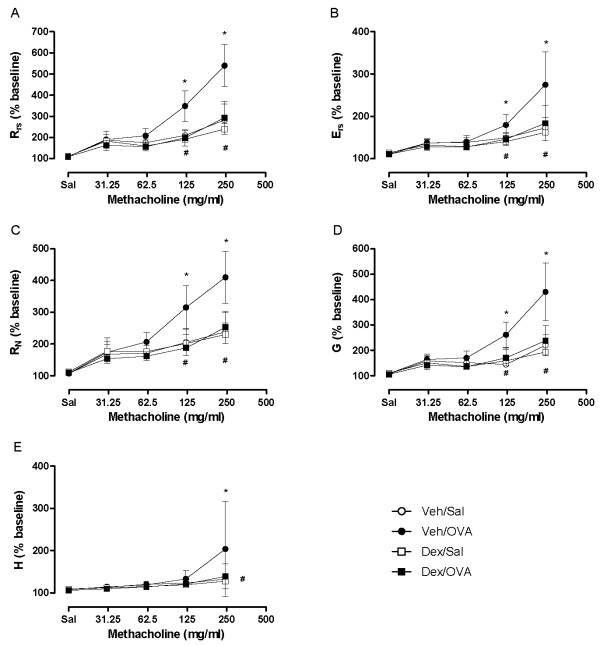 A
700
600
500
400
300
200
100
R_rs (% baseline)
* *
# #
Sal 31.25 62.5 125 250 500
Methacholine (mg/ml)
B
400
300
200
100
E_rs (% baseline)
* *
# #
Sal 31.25 62.5 125 250 500
Methacholine (mg/ml)
C
500
400
300
200
100
R_N (% baseline)
* *
# #
Sal 31.25 62.5 125 250 500
Methacholine (mg/ml)
D
600
500
400
300
200
100
G (% baseline)
* *
# #
Sal 31.25 62.5 125 250 500
Methacholine (mg/ml)
E
400
300
200
100
H (% baseline)
*
#
Sal 31.25 62.5 125 250 500
Methacholine (mg/ml)
Veh/Sal
Veh/OVA
Dex/Sal
Dex/OVA